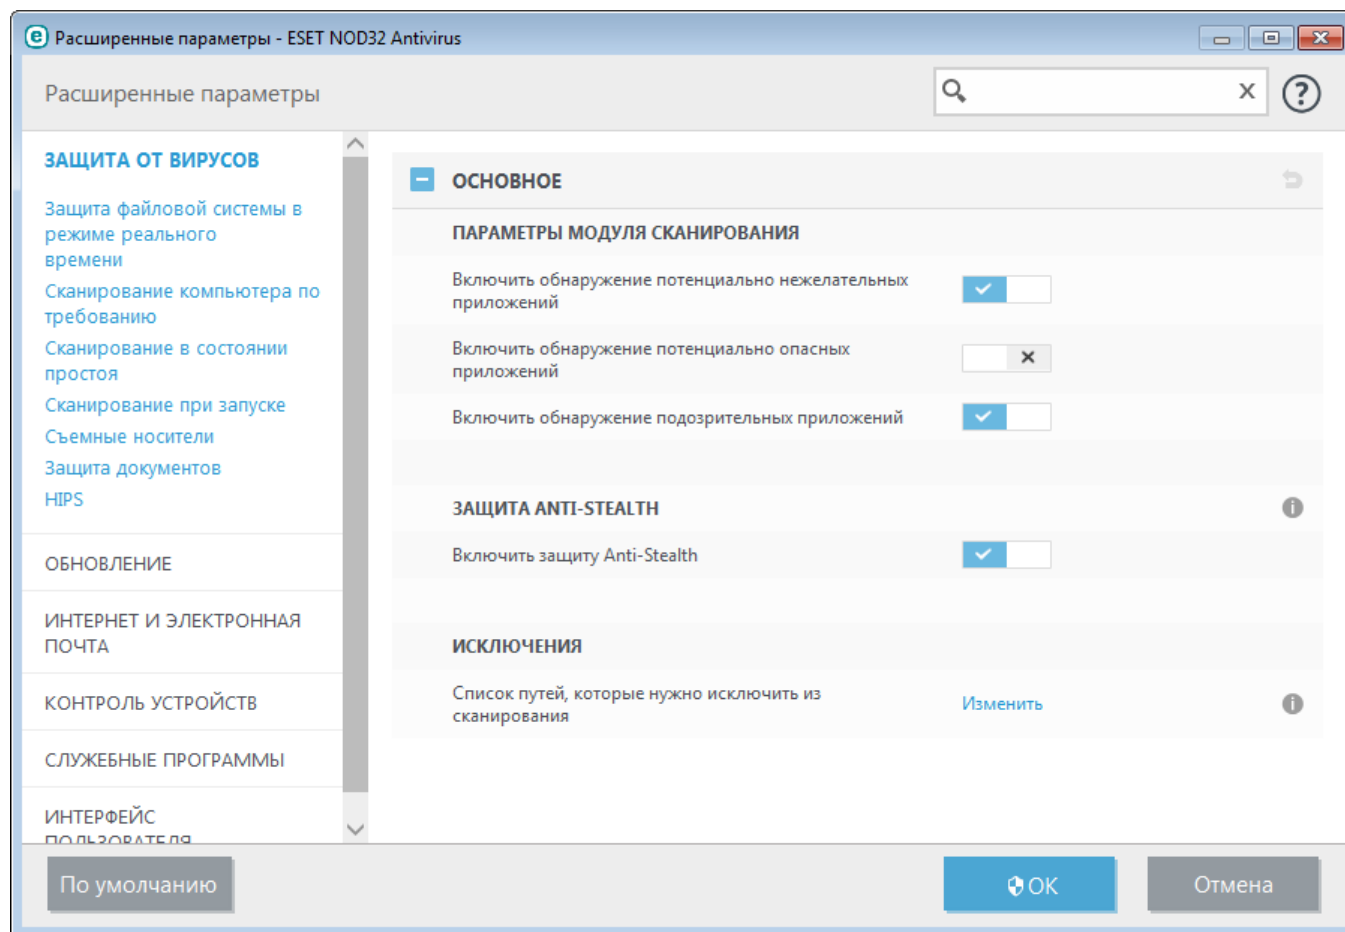 Расширенные параметры - ESET NOD32 Antivirus
Расширенные параметры
ЗАЩИТА ОТ ВИРУСОВ
Защита файловой системы в
режиме реального
времени
Сканирование компьютера по
требованию
Сканирование в состоянии
простоя
Сканирование при запуске
Съемные носители
Защита документов
HIPS
ОБНОВЛЕНИЕ
ИНТЕРНЕТ И ЭЛЕКТРОННАЯ
ПОЧТА
КОНТРОЛЬ УСТРОЙСТВ
СЛУЖЕБНЫЕ ПРОГРАММЫ
ИНТЕРФЕЙС
ПОЛЬЗОВАТЕЛЯ
ОСНОВНОЕ
ПАРАМЕТРЫ МОДУЛЯ СКАНИРОВАНИЯ
Включить обнаружение потенциально нежелательных
приложений
Включить обнаружение потенциально опасных
приложений
Включить обнаружение подозрительных приложений
ЗАЩИТА ANTI-STEALTH
Включить защиту Anti-Stealth
ИСКЛЮЧЕНИЯ
Список путей, которые нужно исключить из
сканирования
Изменить
По умолчанию
ОК
Отмена